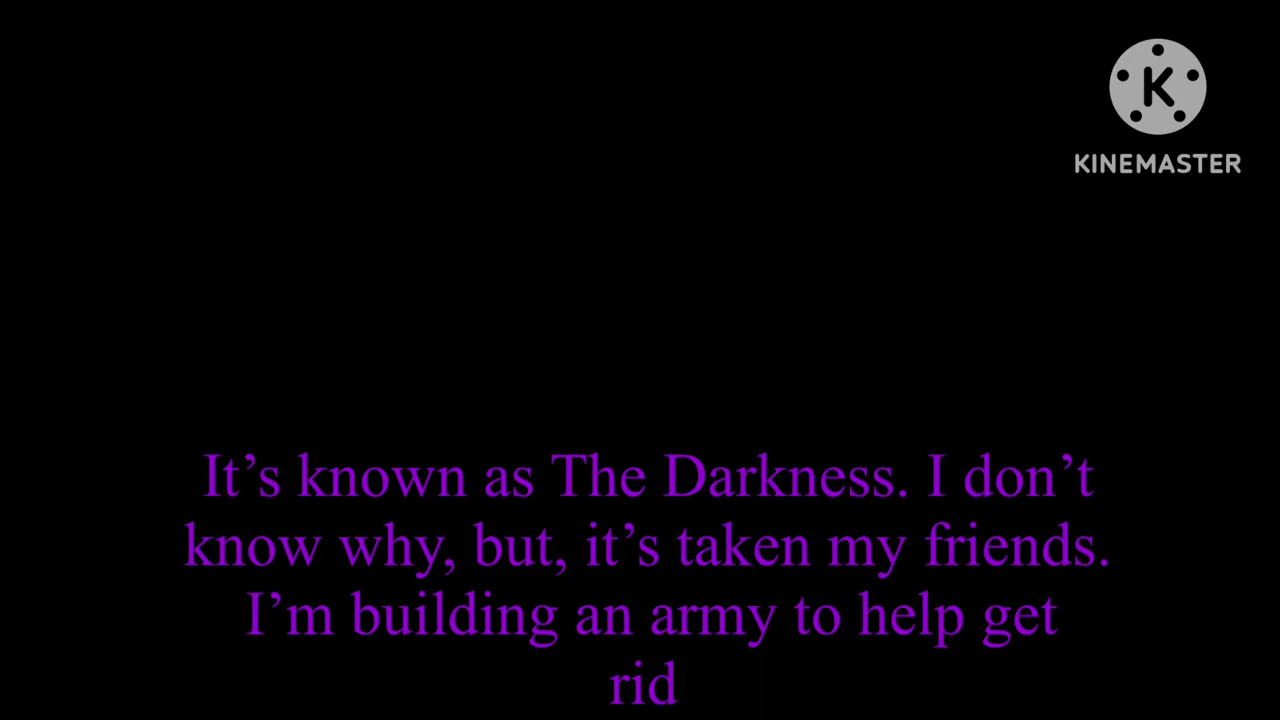 K
KINEMASTER
It’s known as The Darkness. I don’t
know why, but, it’s taken my friends.
I’m building an army to help get
rid